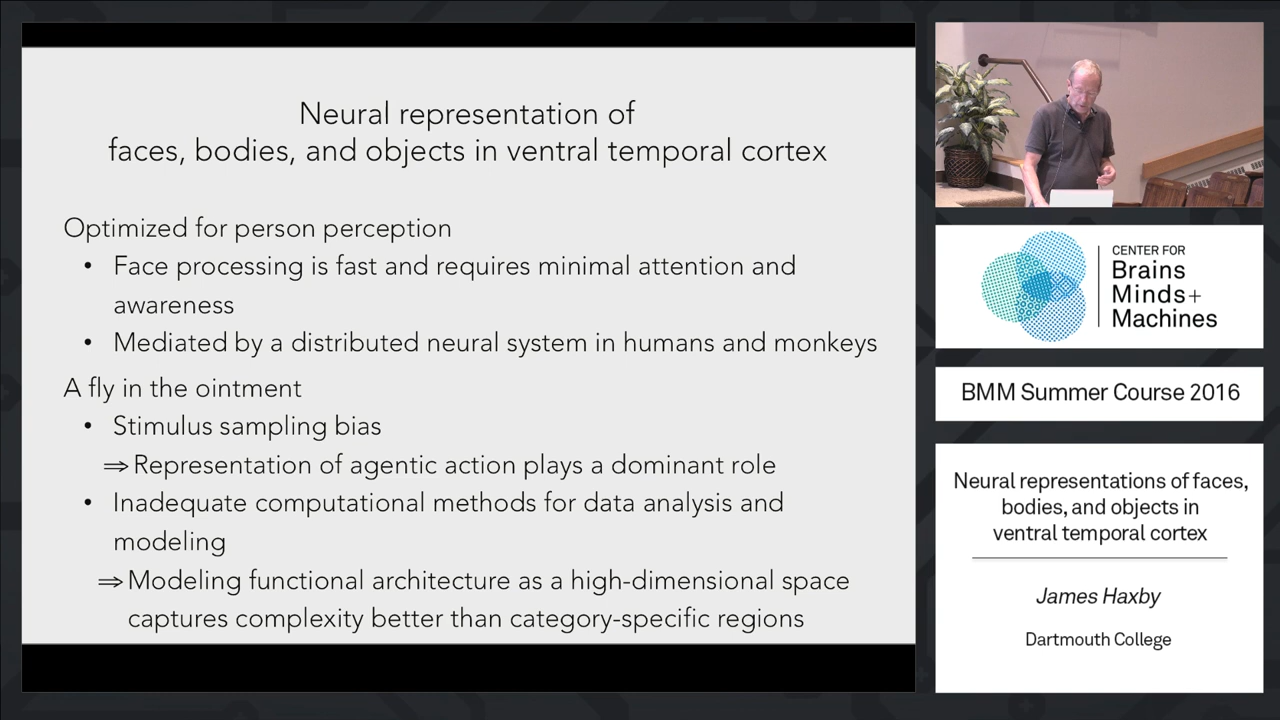 Neural representation of
faces, bodies, and objects in ventral temporal cortex
Optimized for person perception
• Face processing is fast and requires minimal attention and
awareness
• Mediated by a distributed neural system in humans and monkeys
A fly in the ointment
• Stimulus sampling bias
⇒ Representation of agentic action plays a dominant role
• Inadequate computational methods for data analysis and
modeling
⇒ Modeling functional architecture as a high-dimensional space
captures complexity better than category-specific regions
CENTER FOR
Brains
Minds+
Machines
BMM Summer Course 2016
Neural representations of faces,
bodies, and objects in
ventral temporal cortex
James Haxby
Dartmouth College